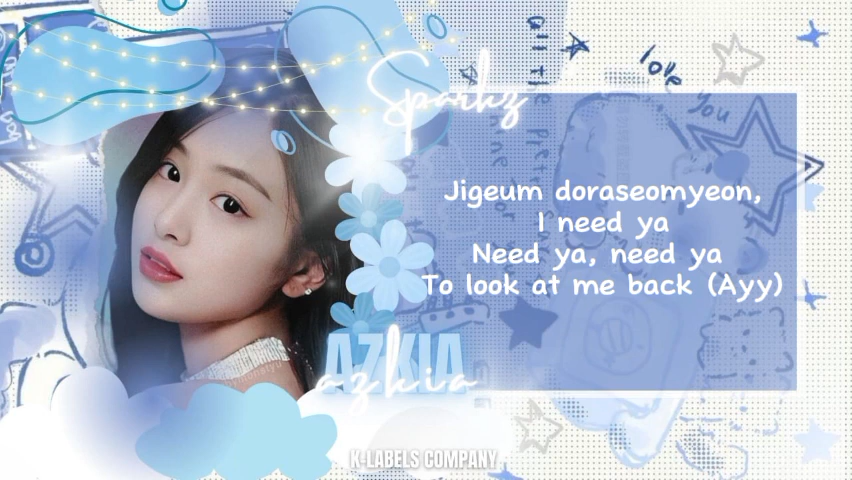 Sparkz
love
you
Jigeum doraseomyeon,
I need ya
Need ya, need ya
To look at me back (Ayy)
AZKIA
azkia
K-LABELS COMPANY